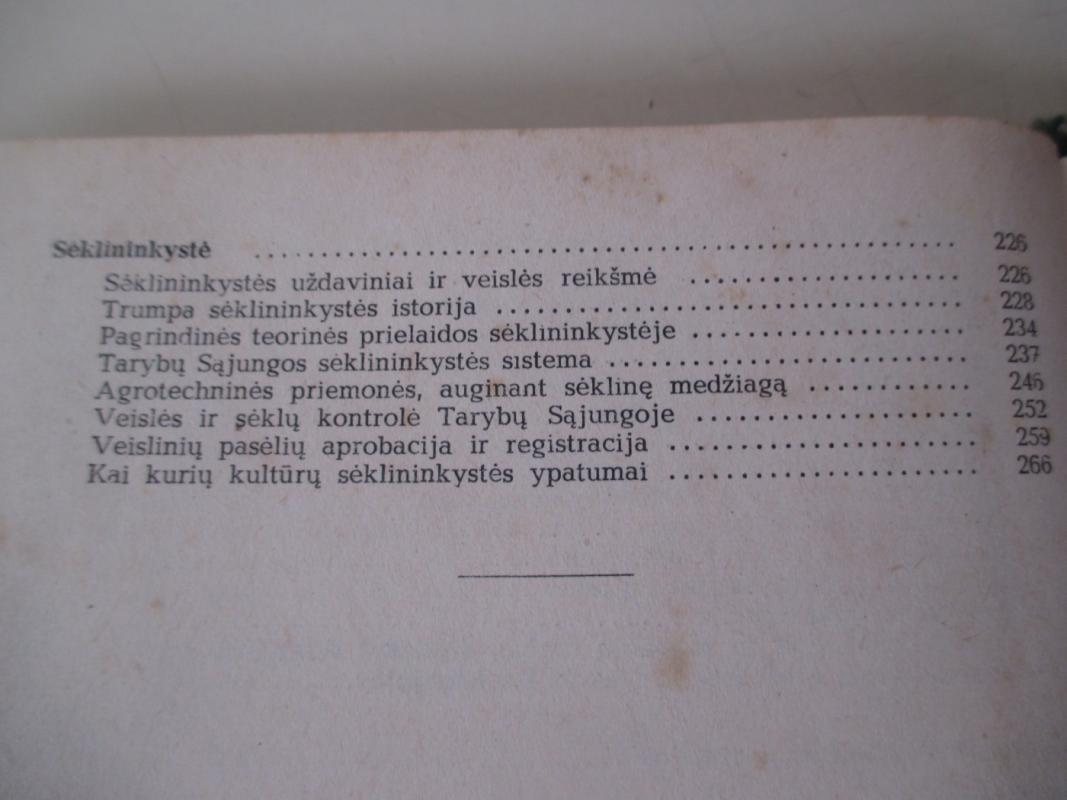 Sėklininkystė . . . . . . . . . . . . . . . . . . . . . . . . . . . . . . . . . . . . . . . . . . . . . . . . . . . 226
Sėklininkystės uždaviniai ir veislės reikšmė . . . . . . . . . . . . . . . . . . . 226
Trumpa sėklininkystės istorija . . . . . . . . . . . . . . . . . . . . . . . . . . . . . . . . . 228
Pagrindinės teorinės prielaidos sėklininkystėje . . . . . . . . . . . . . . . . . . . 234
Tarybų Sąjungos sėklininkystės sistema . . . . . . . . . . . . . . . . . . . . . . . . . 237
Agrotechninės priemonės, auginant sėklinę medžiagą . . . . . . . . . . . . 246
Veislės ir sėklų kontrolė Tarybų Sąjungoje . . . . . . . . . . . . . . . . . . . 252
Veislinių pasėlių aprobacija ir registracija . . . . . . . . . . . . . . . . . . . . . 259
Kai kurių kultūrų sėklininkystės ypatumai . . . . . . . . . . . . . . . . . . . . . 266